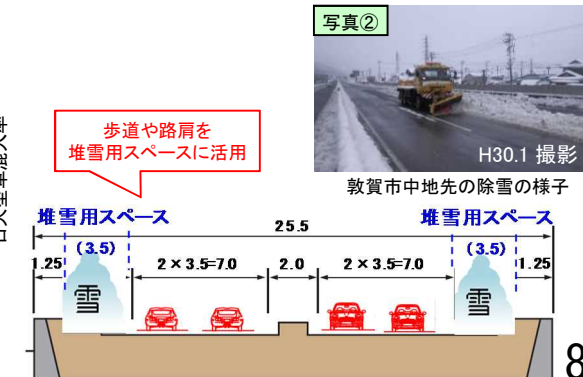 写真②
H30.1 撮影
敦賀市中地先の除雪の様子
歩道や路肩を
堆雪用スペースに活用
堆雪用スペース
堆雪用スペース
25.5
(3.5)
(3.5)
1.25
2×3.5=7.0
2.0
2×3.5=7.0
1.25
雪
雪
8